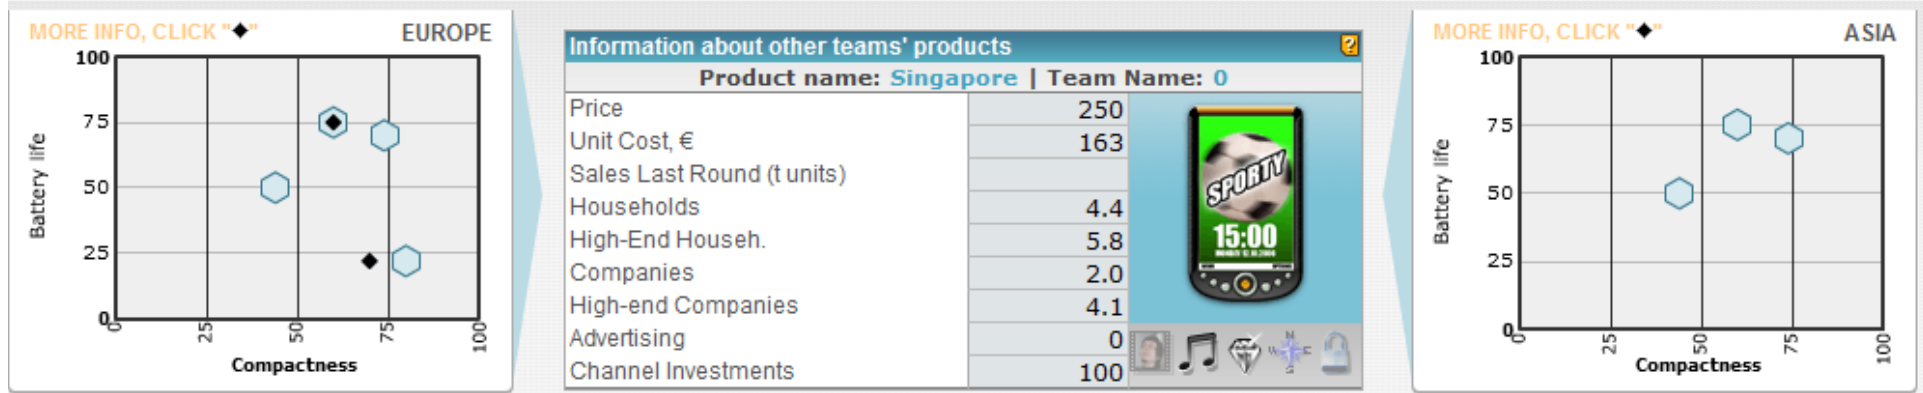 MORE INFO, CLICK "◆"
EUROPE
100
75
50
25
0
0
25
50
75
100
Battery life
Compactness
Information about other teams' products
?
Product name: Singapore | Team Name: 0
Price 250
Unit Cost, € 163
Sales Last Round (t units)
Households 4.4
High-End Househ. 5.8
Companies 2.0
High-end Companies 4.1
Advertising 0
Channel Investments 100
SPORTY
15:00
N
W E
S
MORE INFO, CLICK "◆"
ASIA
100
75
50
25
0
0
25
50
75
100
Battery life
Compactness